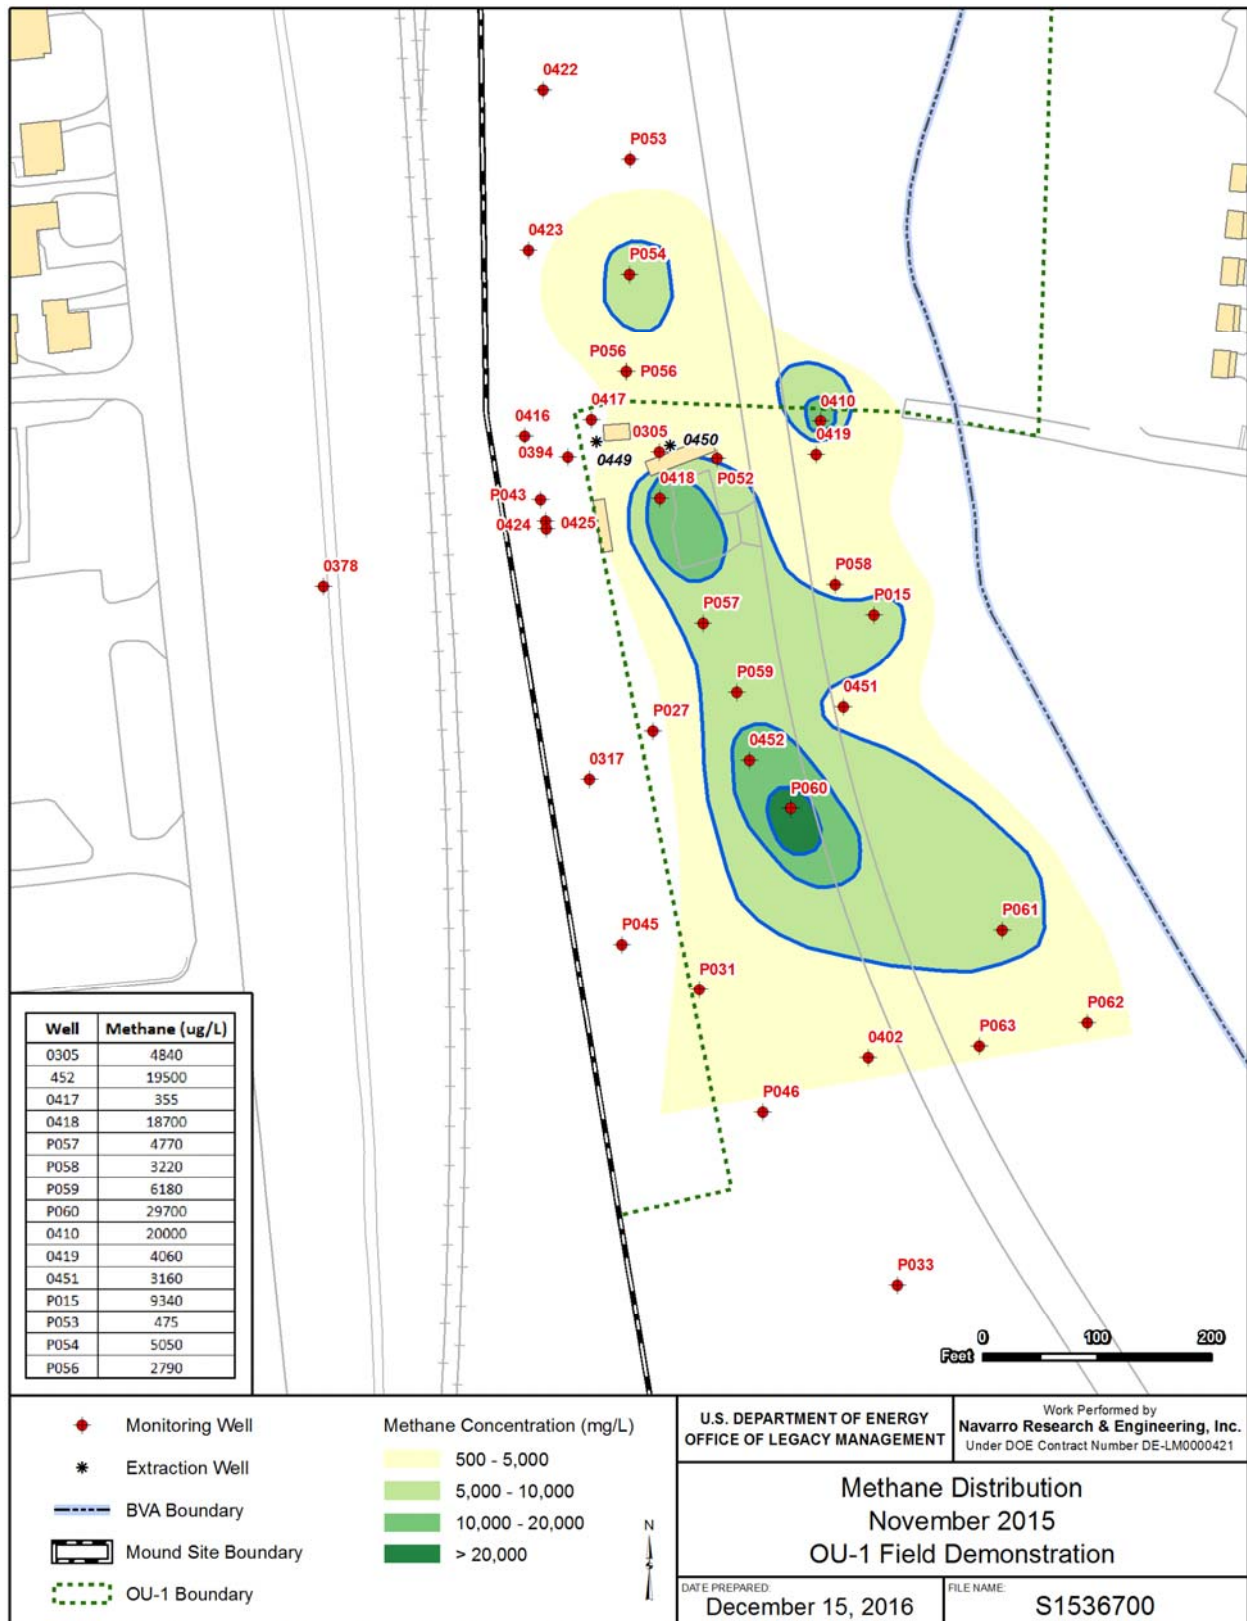 0422
P053
0423
P054
P056
P056
0417
0410
0416
0305
0450
0419
0394
0449
P052
0418
P043
0424
0425
0378
P058
P015
P057
P059
0451
P027
0452
0317
P060
P061
P045
P031
P062
P063
0402
P046
P033
Well Methane (ug/L)
0305 4840
452 19500
0417 355
0418 18700
P057 4770
P058 3220
P059 6180
P060 29700
0410 20000
0419 4060
0451 3160
P015 9340
P053 475
P054 5050
P056 2790
0 100 200
Feet
Monitoring Well
Extraction Well
BVA Boundary
Mound Site Boundary
OU-1 Boundary
Methane Concentration (mg/L)
500 - 5,000
5,000 - 10,000
10,000 - 20,000
> 20,000
N
S
U.S. DEPARTMENT OF ENERGY
OFFICE OF LEGACY MANAGEMENT
Work Performed by
Navarro Research & Engineering, Inc.
Under DOE Contract Number DE-LM0000421
Methane Distribution
November 2015
OU-1 Field Demonstration
DATE PREPARED:
December 15, 2016
FILE NAME:
S1536700